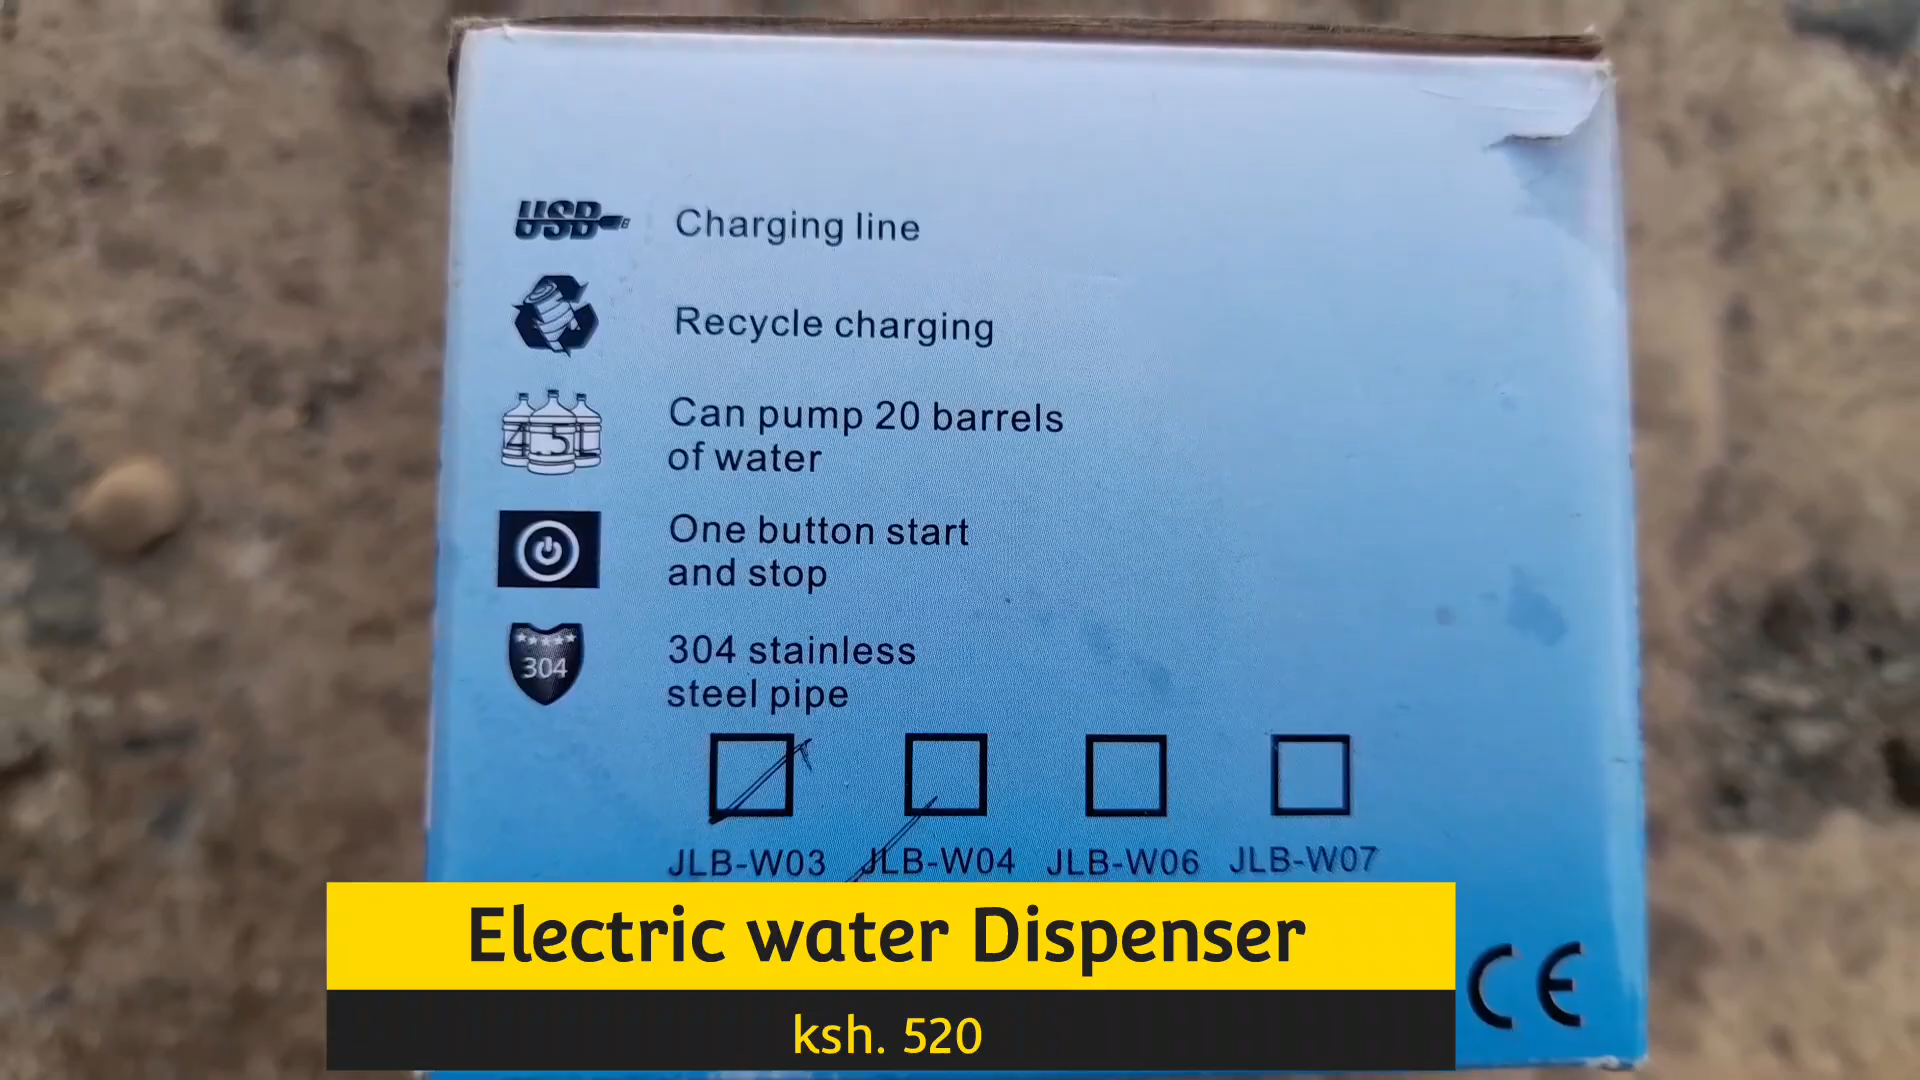 USB Charging line
Recycle charging
4.5L
Can pump 20 barrels
of water
One button start
and stop
304
304 stainless
steel pipe
JLB-W03 JLB-W04 JLB-W06 JLB-W07
Electric water Dispenser
CE
ksh. 520